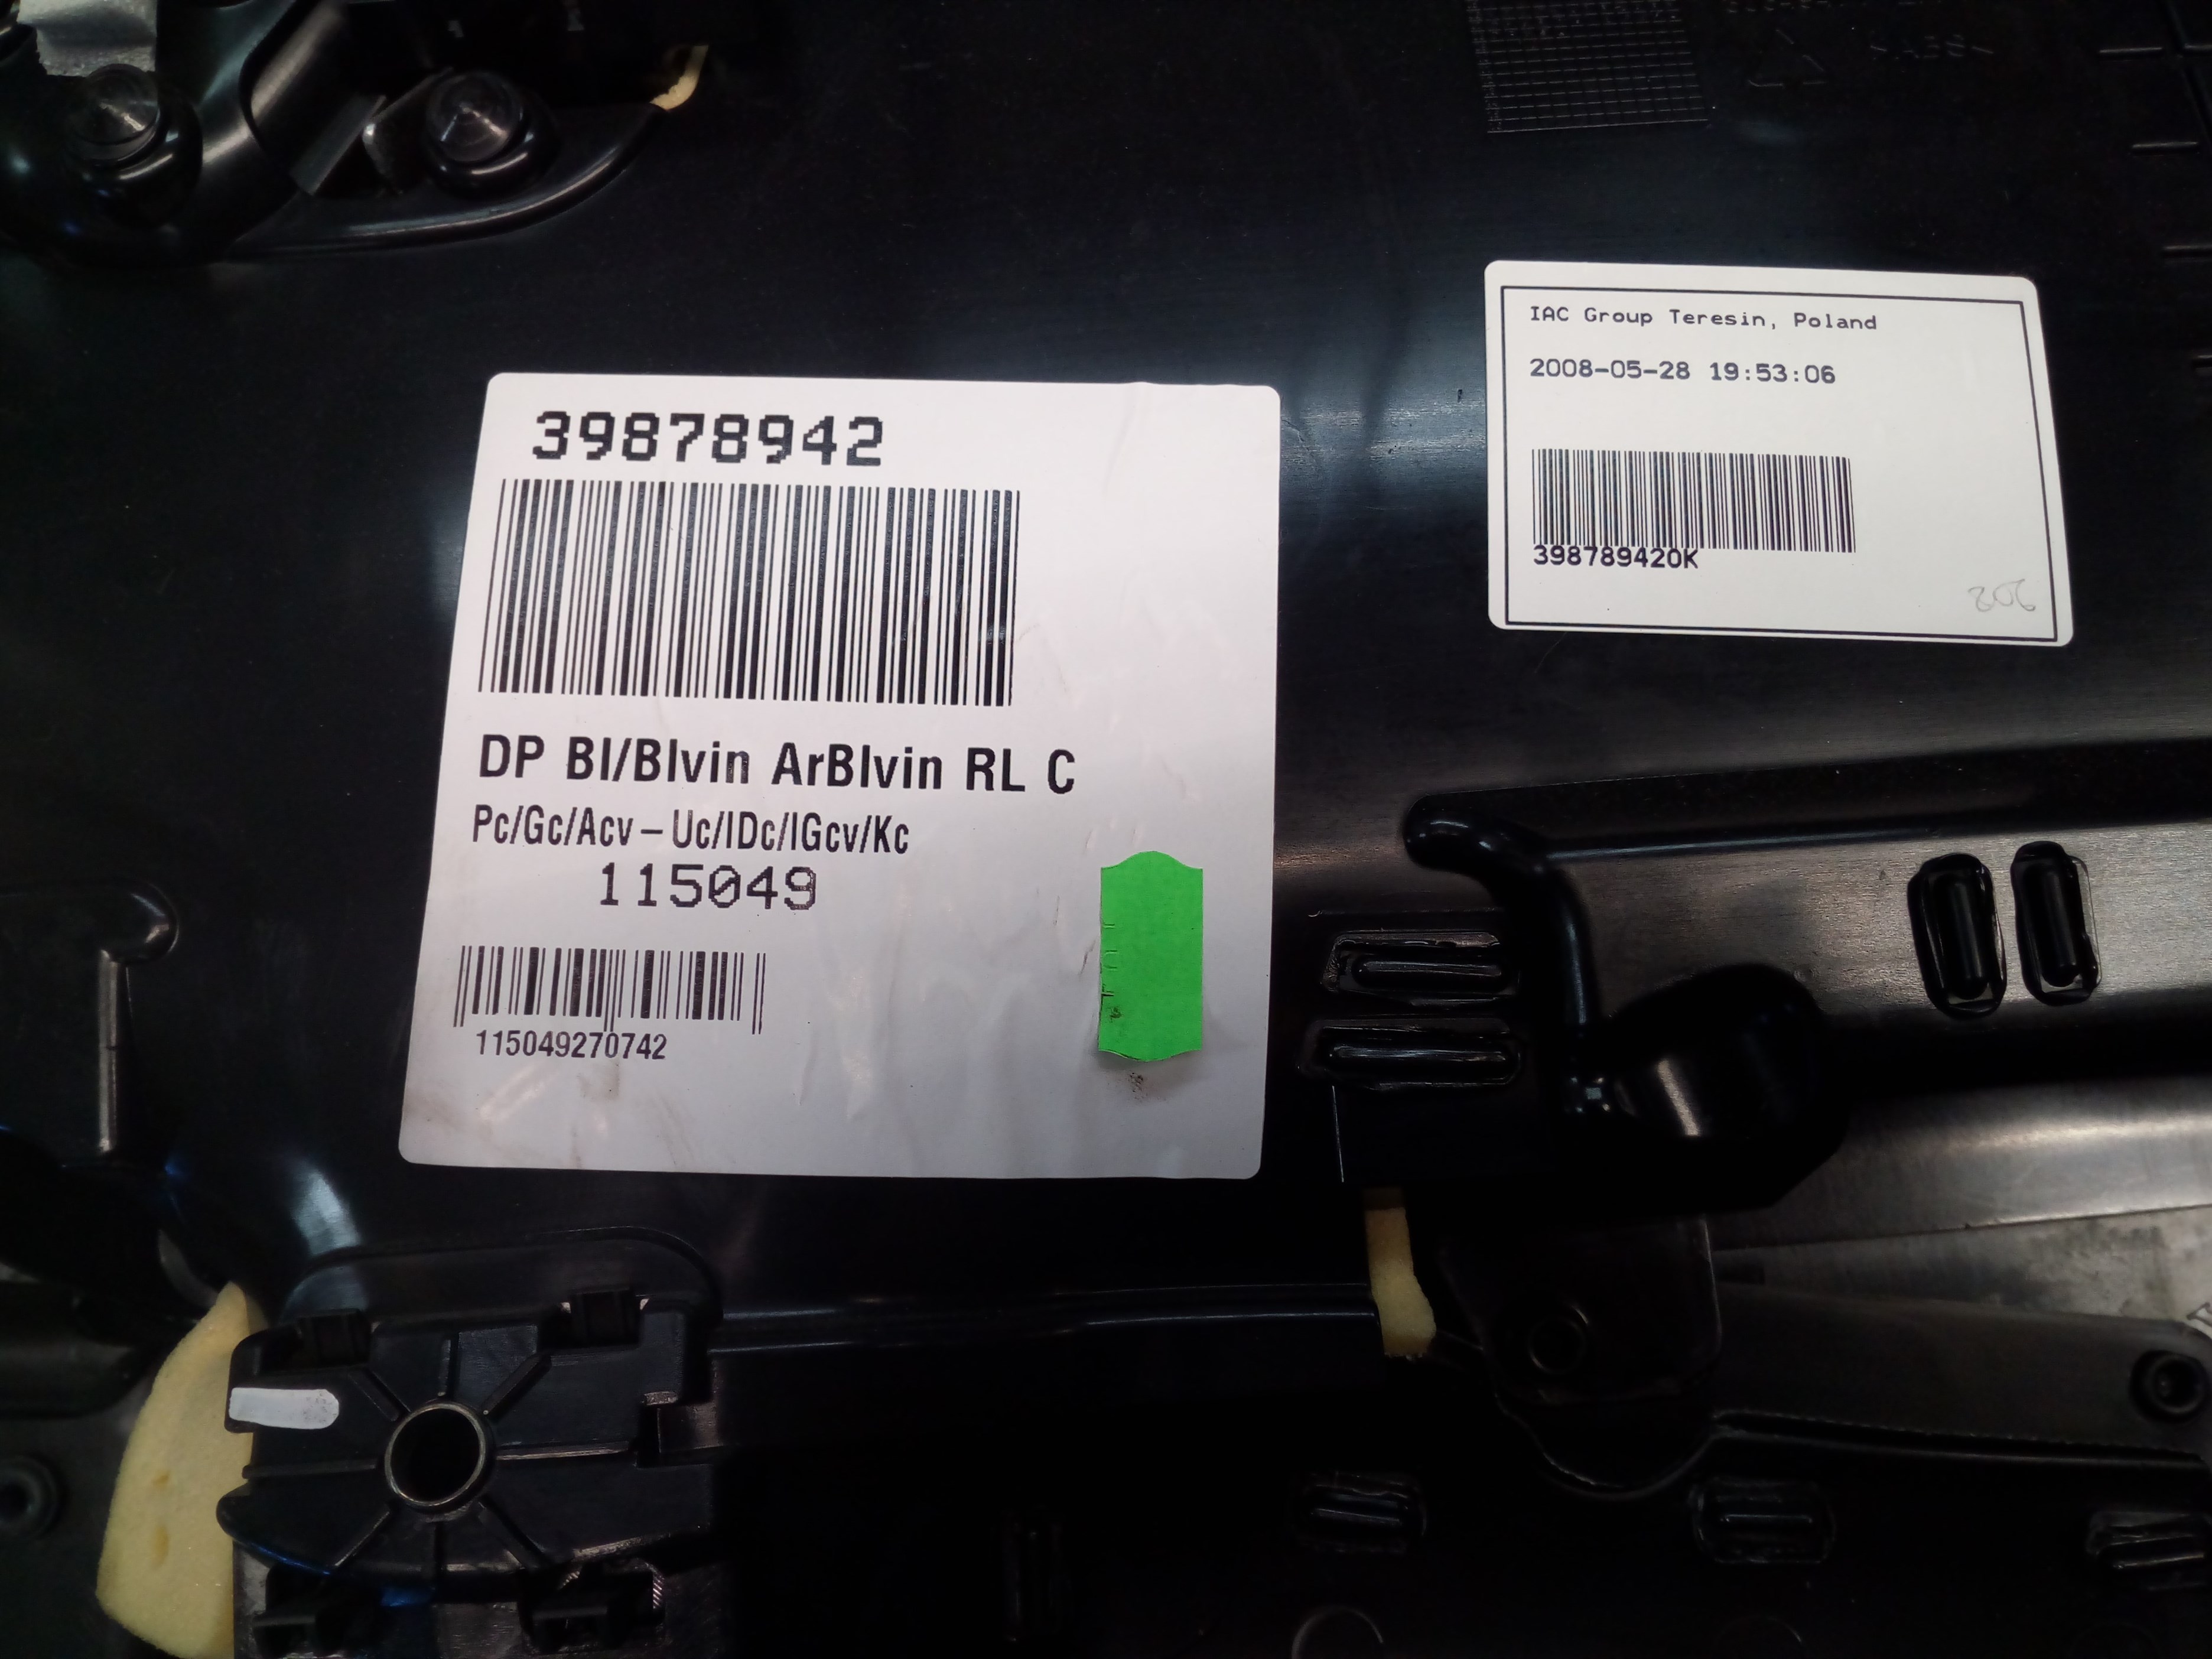 39878942
DP Bl/Blvin ArBlvin RL C
Pc/Gc/Acv – Uc/IDc/IGcv/Kc
115049
115049270742
IAC Group Teresin, Poland
2008-05-28 19:53:06
398789420K